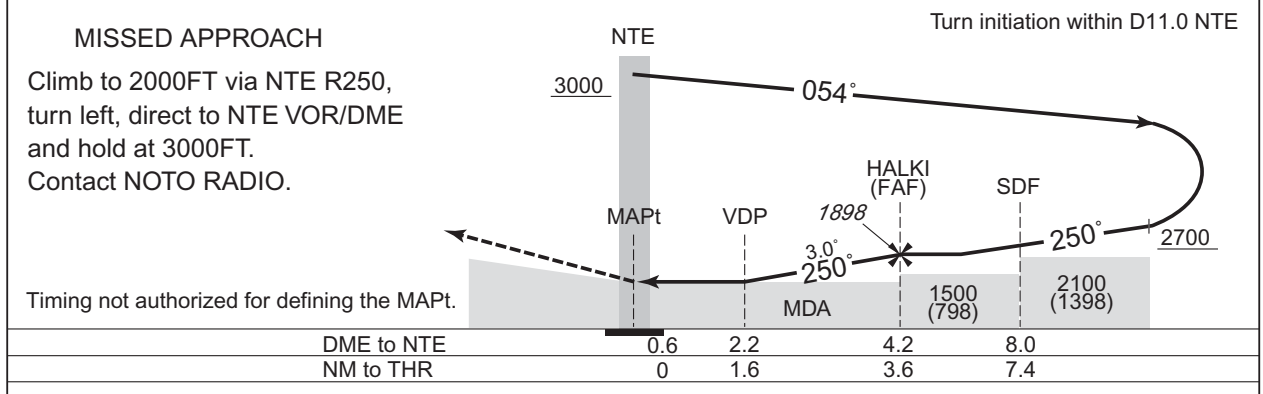 MISSED APPROACH
Climb to 2000FT via NTE R250,
turn left, direct to NTE VOR/DME
and hold at 3000FT.
Contact NOTO RADIO.
Turn initiation within D11.0 NTE
NTE
3000
054°
HALKI
(FAF)
SDF
MAPt
VDP
1898
3.0°
250°
250°
2700
Timing not authorized for defining the MAPt.
MDA
1500
(798)
2100
(1398)
DME to NTE 0.6 2.2 4.2 8.0
NM to THR 0 1.6 3.6 7.4